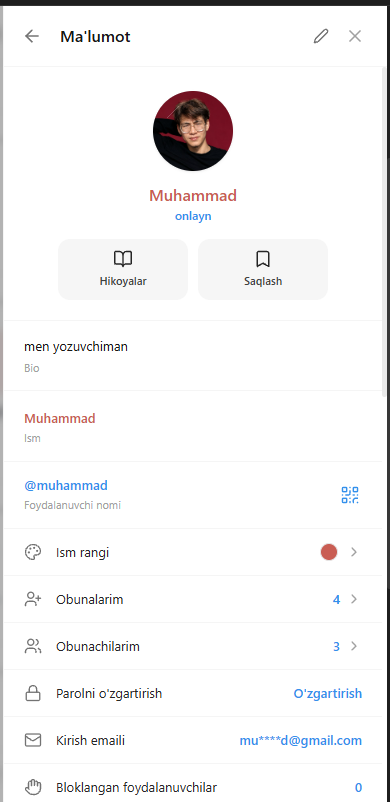 Ma'lumot
Muhammad
onlayn
Hikoyalar
Saqlash
men yozuvchiman
Bio
Muhammad
Ism
@muhammad
Foydalanuvchi nomi
Ism rangi
Obunalarim 4
Obunachilarim 3
Parolni o'zgartirish O'zgartirish
Kirish emaili mu****d@gmail.com
Bloklangan foydalanuvchilar 0